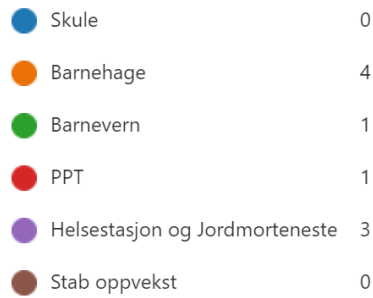 Skule 0
Barnehage 4
Barnevern 1
PPT 1
Helsestasjon og Jordmorteneste 3
Stab oppvekst 0